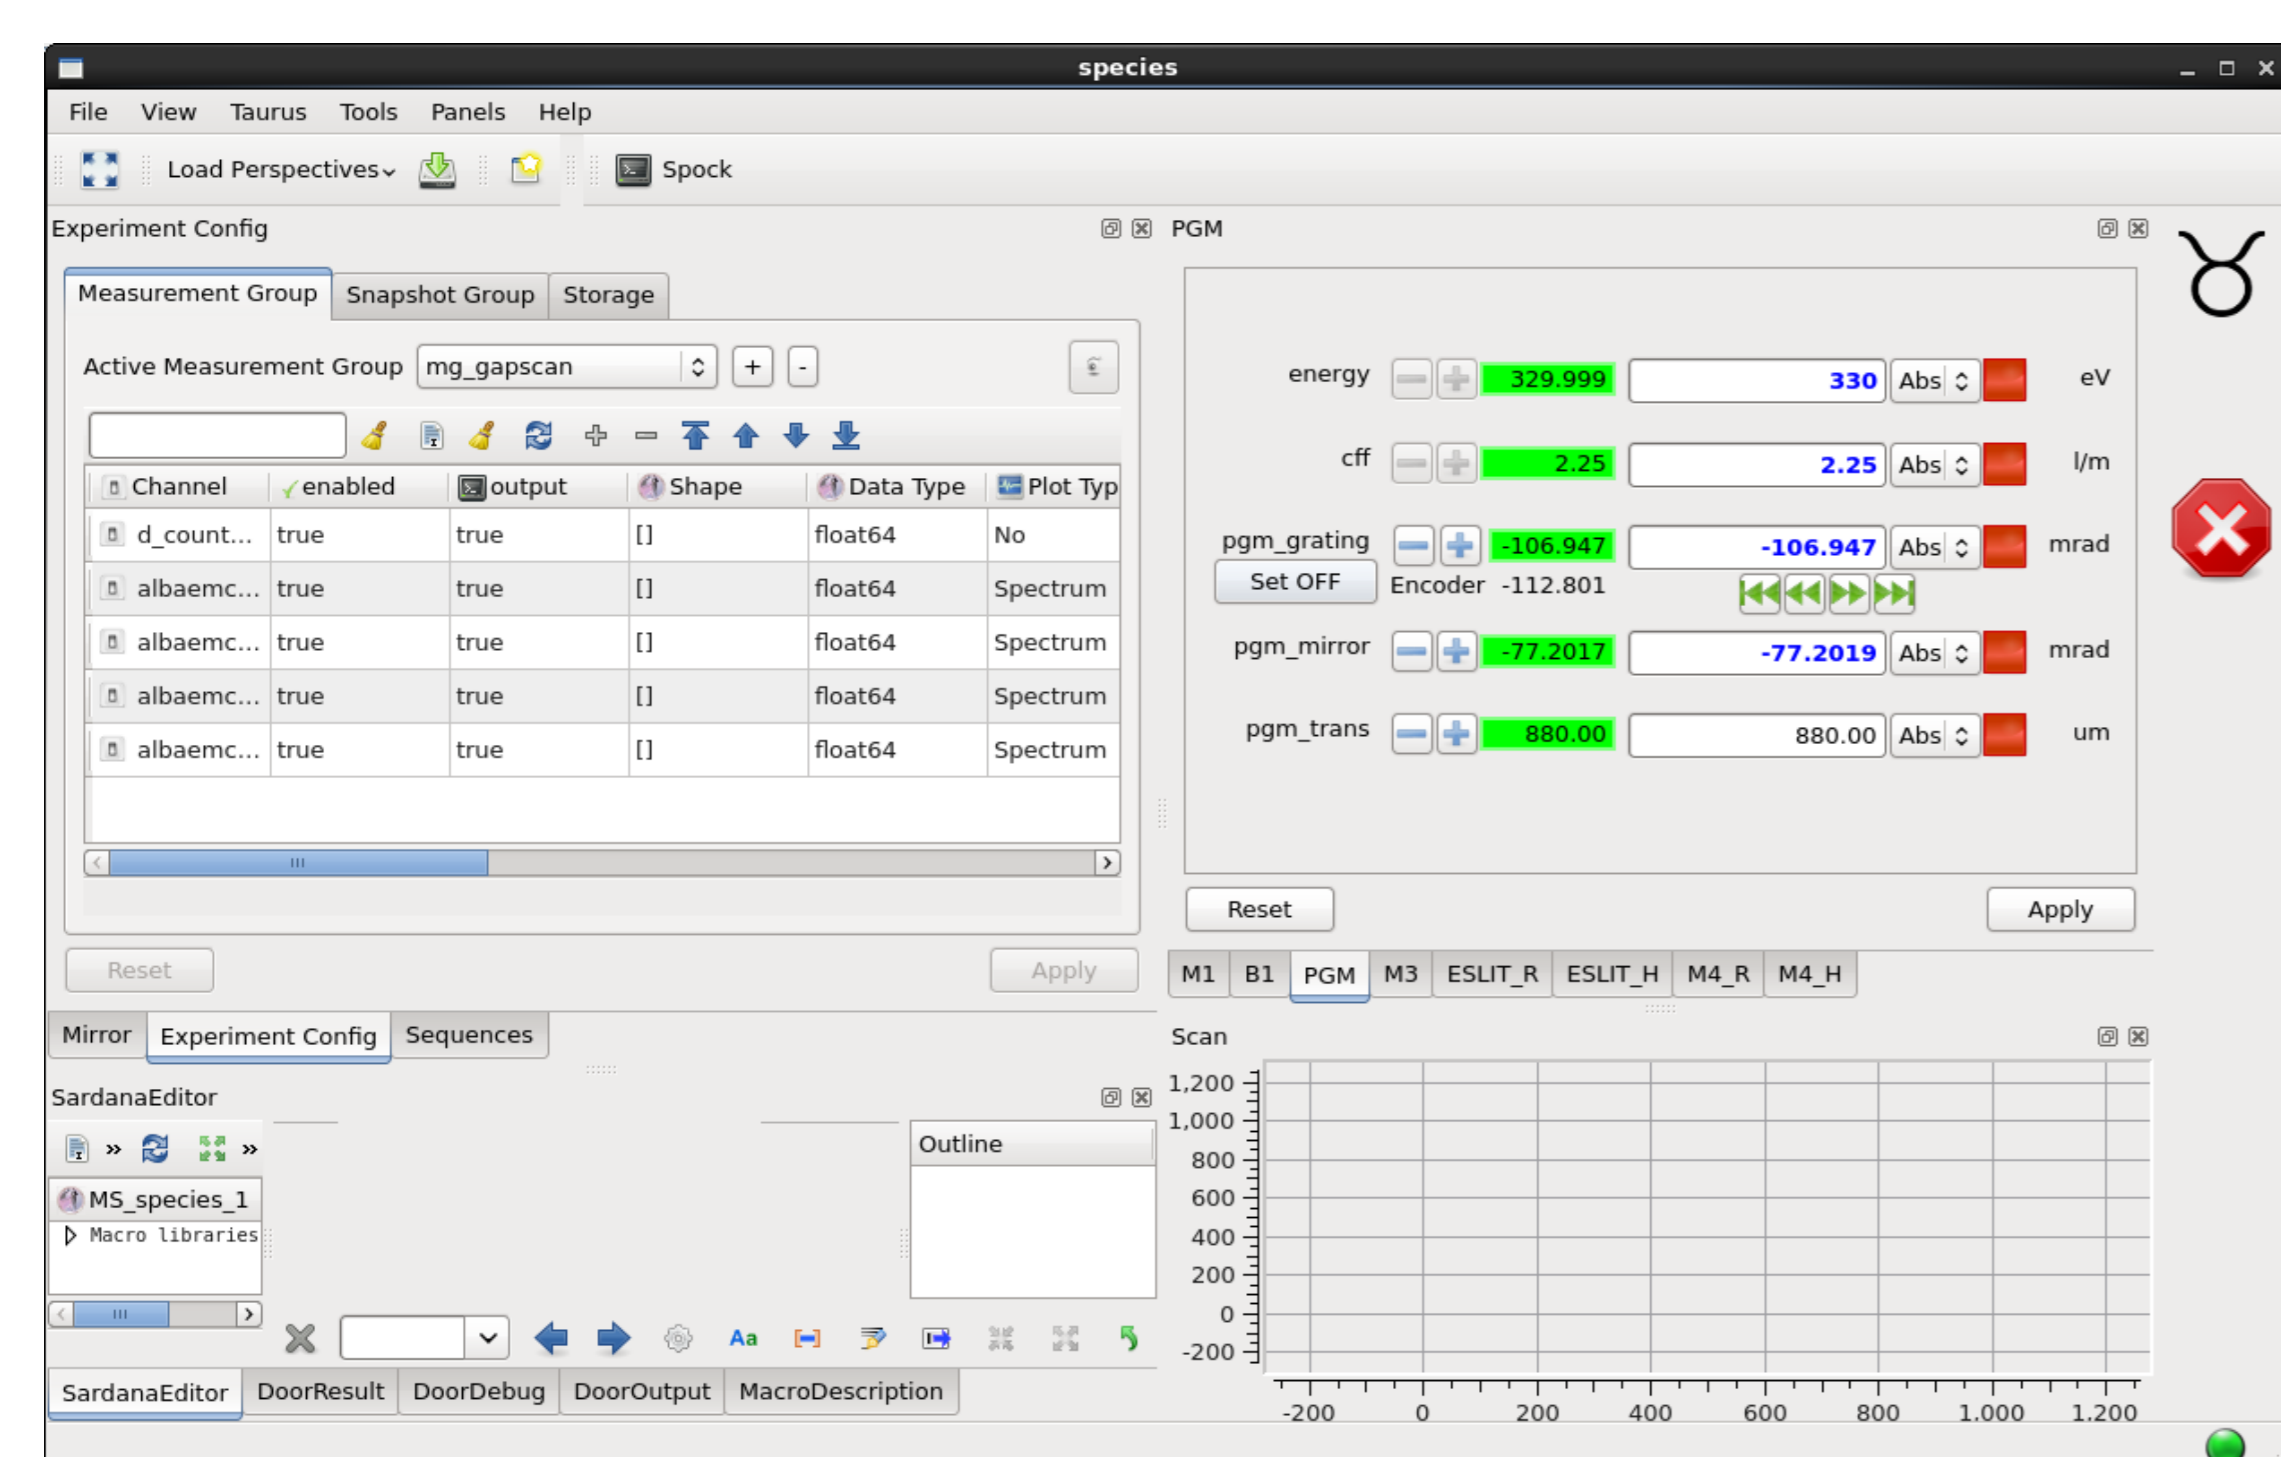 species
File View Taurus Tools Panels Help
Load Perspectives Spock
Experiment Config
Measurement Group Snapshot Group Storage
Active Measurement Group mg_gapscan + -
Channel enabled output Shape Data Type Plot Typ
d_count... true true [] float64 No
albaemc... true true [] float64 Spectrum
albaemc... true true [] float64 Spectrum
albaemc... true true [] float64 Spectrum
albaemc... true true [] float64 Spectrum
Reset Apply
Mirror Experiment Config Sequences
SardanaEditor
Outline
MS_species_1
Macro libraries
Aa
SardanaEditor DoorResult DoorDebug DoorOutput MacroDescription
PGM
energy 329.999 330 Abs eV
cff 2.25 2.25 Abs l/m
pgm_grating -106.947 -106.947 Abs mrad
Set OFF Encoder -112.801
pgm_mirror -77.2017 -77.2019 Abs mrad
pgm_trans 880.00 880.00 Abs um
Reset Apply
M1 B1 PGM M3 ESLIT_R ESLIT_H M4_R M4_H
Scan
1,200
1,000
800
600
400
200
0
-200
-200 0 200 400 600 800 1,000 1,200